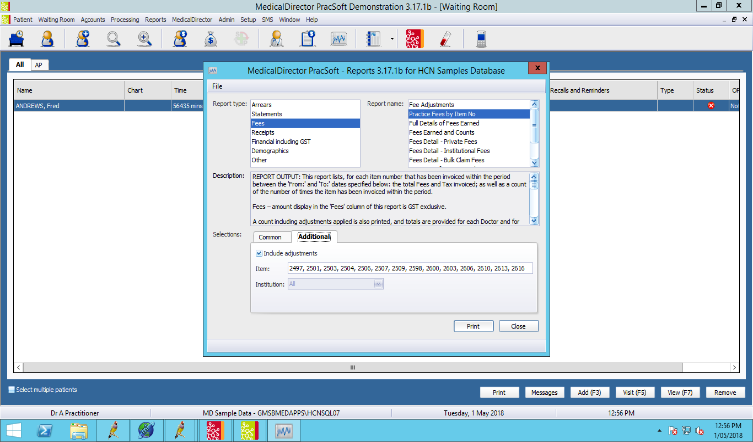 MedicalDirector PracSoft Demonstration 3.17.1b - [Waiting Room]
Patient Waiting Room Accounts Processing Reports MedicalDirector Admin Setup SMS Window Help
All AP
Name Chart Time Recalls and Reminders Type Status
ANDREWS, Fred 56435 mins
MedicalDirector PracSoft - Reports 3.17.1b for HCN Samples Database
File
Report type: Arrears
Statements
Fees
Receipts
Financial including GST
Demographics
Other
Report name: Fee Adjustments
Practice Fees by Item No
Full Details of Fees Earned
Fees Earned and Counts
Fees Detail - Private Fees
Fees Detail - Institutional Fees
Fees Detail - Bulk Claim Fees
Description: REPORT OUTPUT: This report lists, for each item number that has been invoiced within the period
between the 'From:' and 'To:' dates specified below; the total Fees and Tax invoiced; as well as a count
of the number of times the item has been invoiced within the period.
Fees – amount display in the 'Fees' column of this report is GST exclusive.
A count including adjustments applied is also printed, and totals are provided for each Doctor and for
Selections: Common Additional
Include adjustments
Item: 2497, 2501, 2503, 2504, 2506, 2507, 2509, 2598, 2600, 2603, 2606, 2610, 2613, 2616
Institution: All
Print Close
Select multiple patients
Print Messages Add (F3) Visit (F5) View (F7) Remove
Dr A Practitioner MD Sample Data - GMSBMEDAPPS\HCNSQL07 Tuesday, 1 May 2018 12:56 PM
12:56 PM
1/05/2018